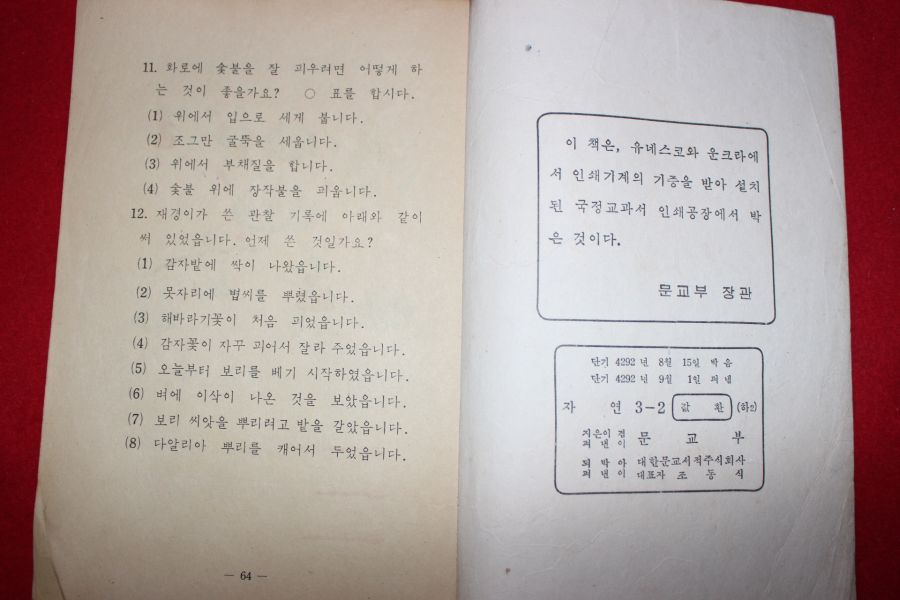 11. 화로에 숯불을 잘 피우려면 어떻게 하
는 것이 좋을가요? ○ 표를 합시다.
(1) 위에서 입으로 세게 붑니다.
(2) 조그만 굴뚝을 세웁니다.
(3) 위에서 부채질을 합니다.
(4) 숯불 위에 장작불을 피웁니다.
12. 재경이가 쓴 관찰 기록에 아래와 같이
써 있었읍니다. 언제 쓴 것일가요?
(1) 감자밭에 싹이 나왔읍니다.
(2) 못자리에 볍씨를 뿌렸읍니다.
(3) 해바라기꽃이 처음 피었읍니다.
(4) 감자꽃이 자꾸 피어서 잘라 주었읍니다.
(5) 오늘부터 보리를 베기 시작하였읍니다.
(6) 벼에 이삭이 나온 것을 보았읍니다.
(7) 보리 씨앗을 뿌리려고 밭을 갈았읍니다.
(8) 다알리아 뿌리를 캐어서 두었읍니다.
— 64 —
이 책은, 유네스코와 운크라에
서 인쇄기계의 기증을 받아 설치
된 국정교과서 인쇄공장에서 박
은 것이다.
문교부 장관
단기 4292 년 8월 15일 박음
단기 4292 년 9월 1일 펴냄
자 연 3-2 값 환 (하2)
지은이 겸
펴 낸 이 문 교 부
박 아 대한문교서적주식회사
펴 낸 이 대표자 조 동 식